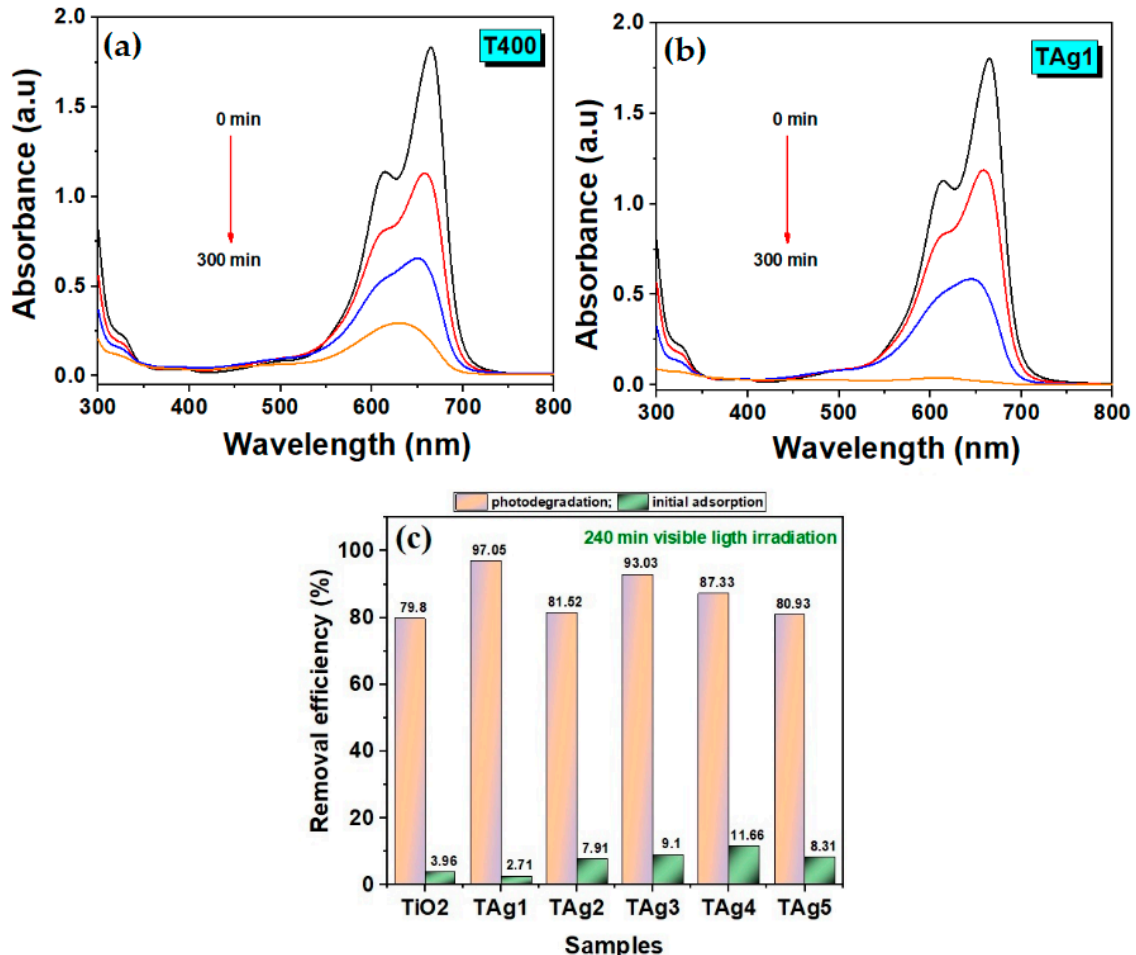 (a)
T400
Absorbance (a.u)
2.0
1.5
1.0
0.5
0.0
0 min
300 min
300 400 500 600 700 800
Wavelength (nm)
(b)
TAg1
Absorbance (a.u)
2.0
1.5
1.0
0.5
0.0
0 min
300 min
300 400 500 600 700 800
Wavelength (nm)
photodegradation; initial adsorption
(c)
240 min visible ligth irradiation
Removal efficiency (%)
100
80
60
40
20
0
79.8
3.96
97.05
2.71
81.52
7.91
93.03
9.1
87.33
11.66
80.93
8.31
TiO2 TAg1 TAg2 TAg3 TAg4 TAg5
Samples